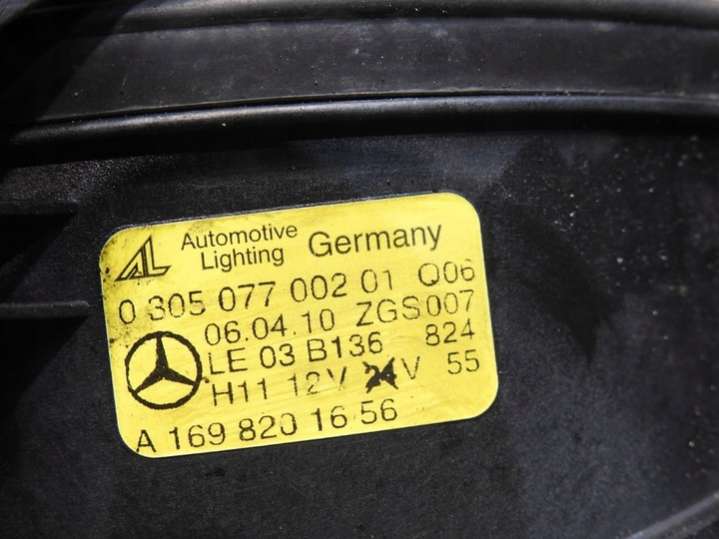 AL Automotive Lighting Germany
0 305 077 002 01 Q06
06.04.10 ZGS007
LE 03 B136 824
H11 12V 24V 55
A 169 820 16 56